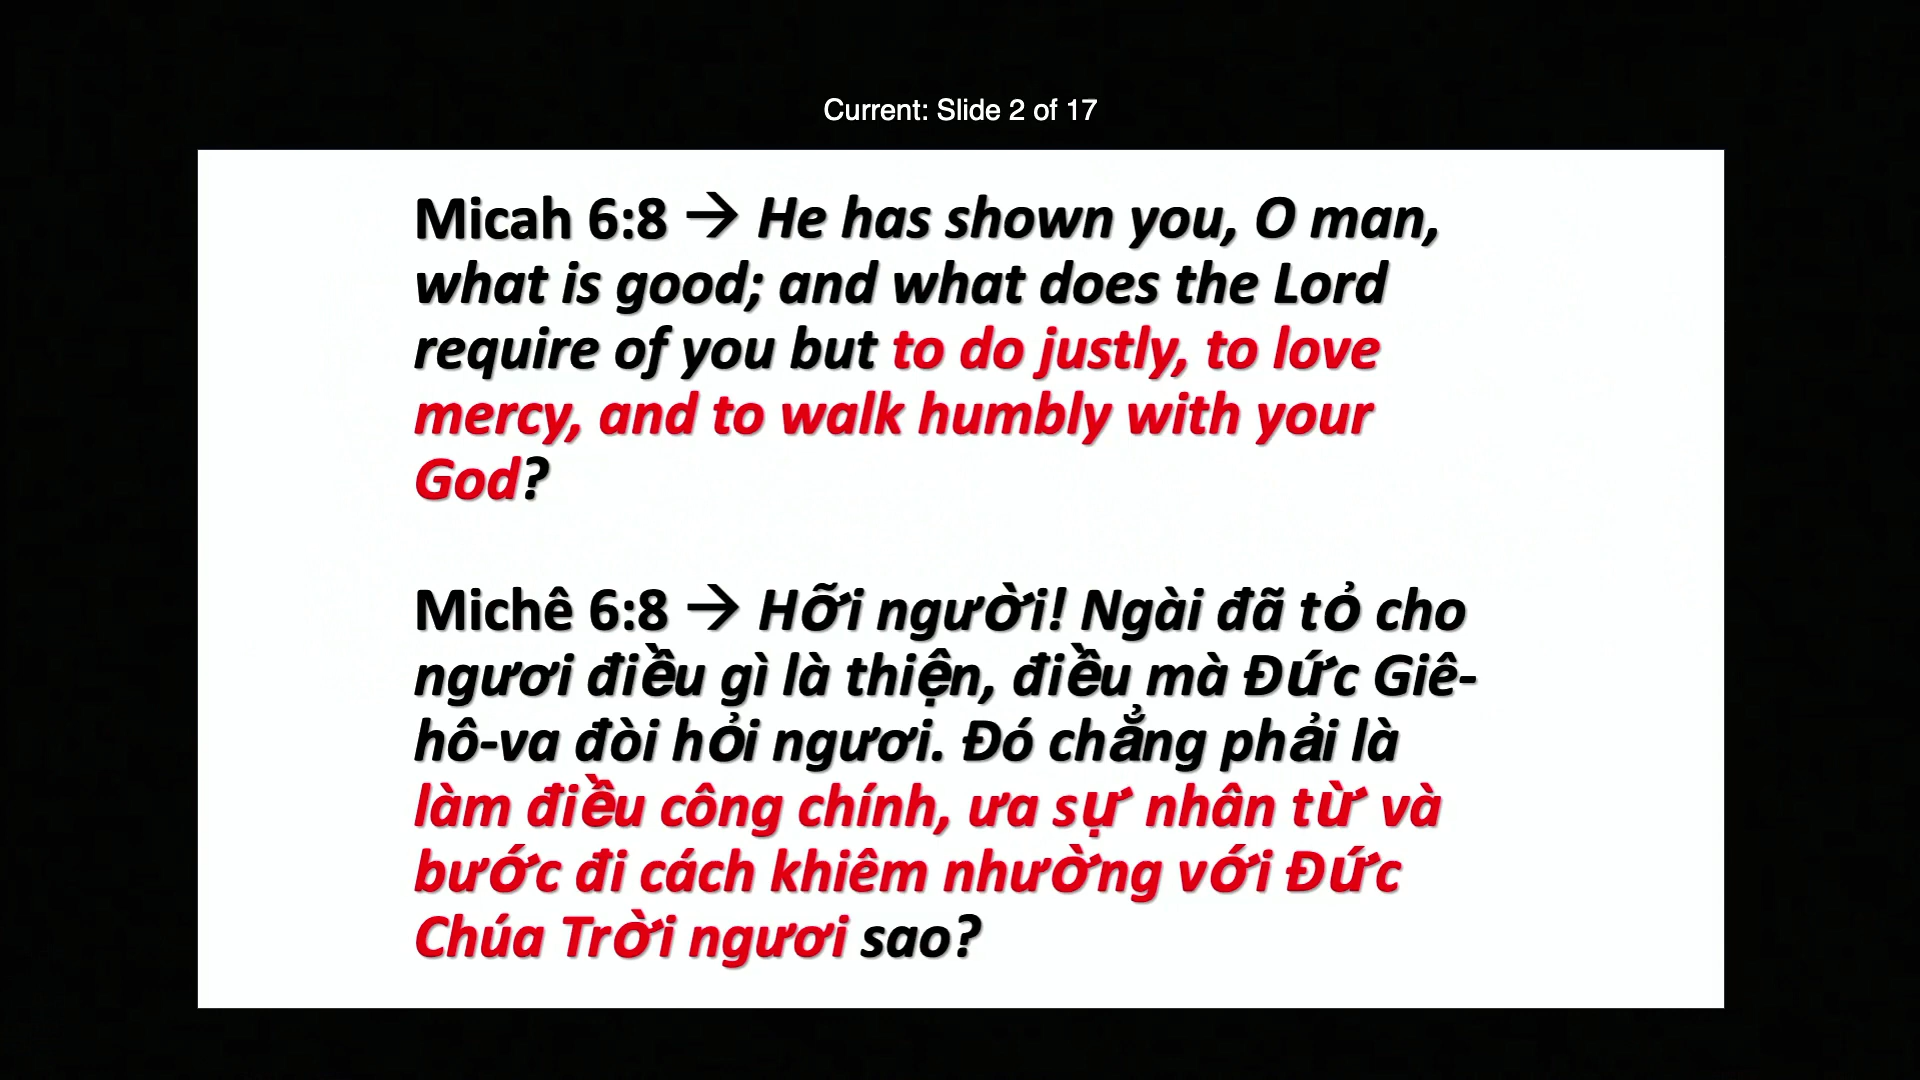 Current: Slide 2 of 17
Micah 6:8 → He has shown you, O man,
what is good; and what does the Lord
require of you but to do justly, to love
mercy, and to walk humbly with your
God?
Michê 6:8 → Hỡi người! Ngài đã tỏ cho
ngươi điều gì là thiện, điều mà Đức Giê-
hô-va đòi hỏi ngươi. Đó chẳng phải là
làm điều công chính, ưa sự nhân từ và
bước đi cách khiêm nhường với Đức
Chúa Trời ngươi sao?